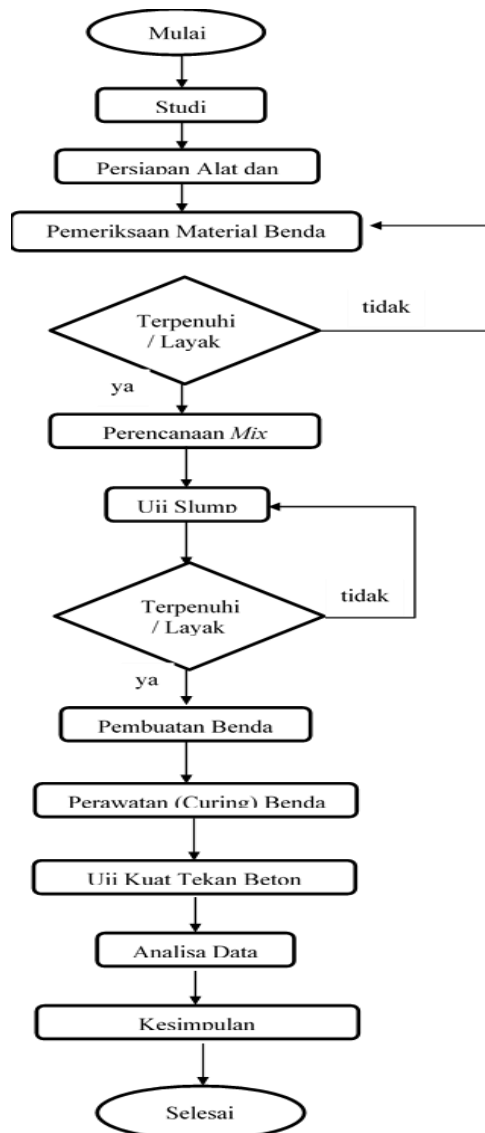 Mulai
Studi
Persiapan Alat dan
Pemeriksaan Material Benda
Terpenuhi
/ Layak
tidak
ya
Perencanaan Mix
Uji Slump
Terpenuhi
/ Layak
tidak
ya
Pembuatan Benda
Perawatan (Curing) Benda
Uji Kuat Tekan Beton
Analisa Data
Kesimpulan
Selesai